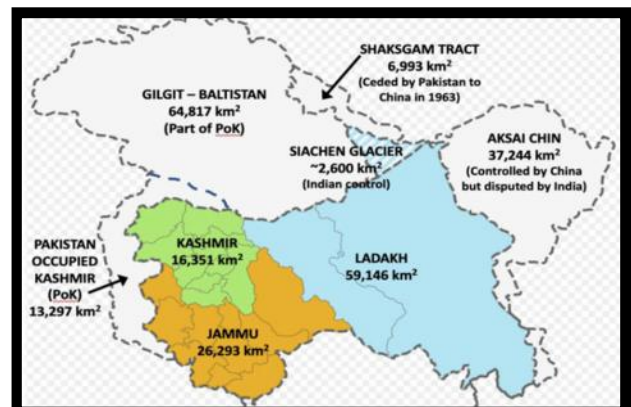 SHAKSGAM TRACT
6,993 km²
(Ceded by Pakistan to
China in 1963)
GILGIT – BALTISTAN
64,817 km²
(Part of PoK)
SIACHEN GLACIER
~2,600 km²
(Indian control)
AKSAI CHIN
37,244 km²
(Controlled by China
but disputed by India)
PAKISTAN
OCCUPIED
KASHMIR
(PoK)
13,297 km²
KASHMIR
16,351 km²
LADAKH
59,146 km²
JAMMU
26,293 km²